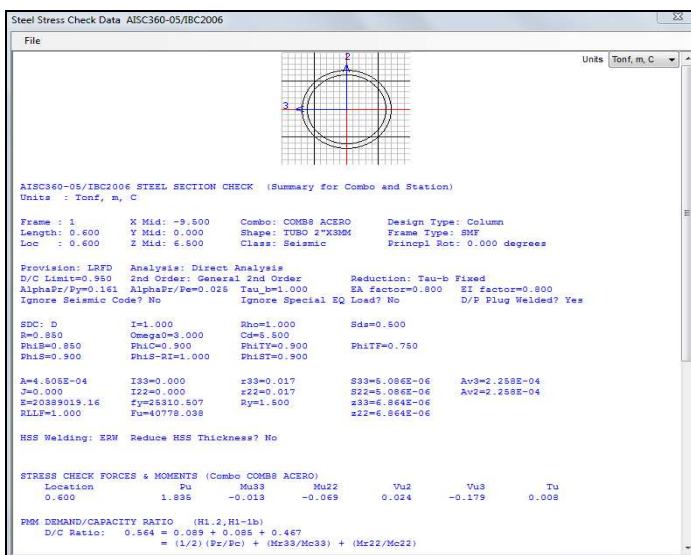 Steel Stress Check Data AISC360-05/IBC2006
File
Units Tonf, m, C
2
3
AISC360-05/IBC2006 STEEL SECTION CHECK (Summary for Combo and Station)
Units : Tonf, m, C
Frame : 1 X Mid: -9.500 Combo: COMB8 ACERO Design Type: Column
Length: 0.600 Y Mid: 0.000 Shape: TUBO 2"X3MM Frame Type: SMF
Loc : 0.600 Z Mid: 6.500 Class: Seismic Princpl Rot: 0.000 degrees
Provision: LRFD Analysis: Direct Analysis
D/C Limit=0.950 2nd Order: General 2nd Order Reduction: Tau-b Fixed
AlphaPr/Py=0.161 AlphaPr/Pe=0.025 Tau_b=1.000 EA factor=0.800 EI factor=0.800
Ignore Seismic Code? No Ignore Special EQ Load? No D/P Plug Welded? Yes
SDC: D I=1.000 Rho=1.000 Sds=0.500
R=0.850 Omega0=3.000 Cd=5.500
PhiB=0.850 PhiC=0.900 PhiTY=0.900 PhiTF=0.750
PhiS=0.900 PhiS-RI=1.000 PhiST=0.900
A=4.505E-04 I33=0.000 r33=0.017 S33=5.086E-06 Av3=2.258E-04
J=0.000 I22=0.000 r22=0.017 S22=5.086E-06 Av2=2.258E-04
E=20389019.16 fy=25310.507 Ry=1.500 z33=6.864E-06
RLLF=1.000 Fu=40778.038 z22=6.864E-06
HSS Welding: ERW Reduce HSS Thickness? No
STRESS CHECK FORCES & MOMENTS (Combo COMB8 ACERO)
Location Pu Mu33 Mu22 Vu2 Vu3 Tu
0.600 1.835 -0.013 -0.069 0.024 -0.179 0.008
PMM DEMAND/CAPACITY RATIO (H1.2,H1-1b)
D/C Ratio: 0.564 = 0.089 + 0.085 + 0.467
= (1/2)(Pr/Pc) + (Mr33/Mc33) + (Mr22/Mc22)